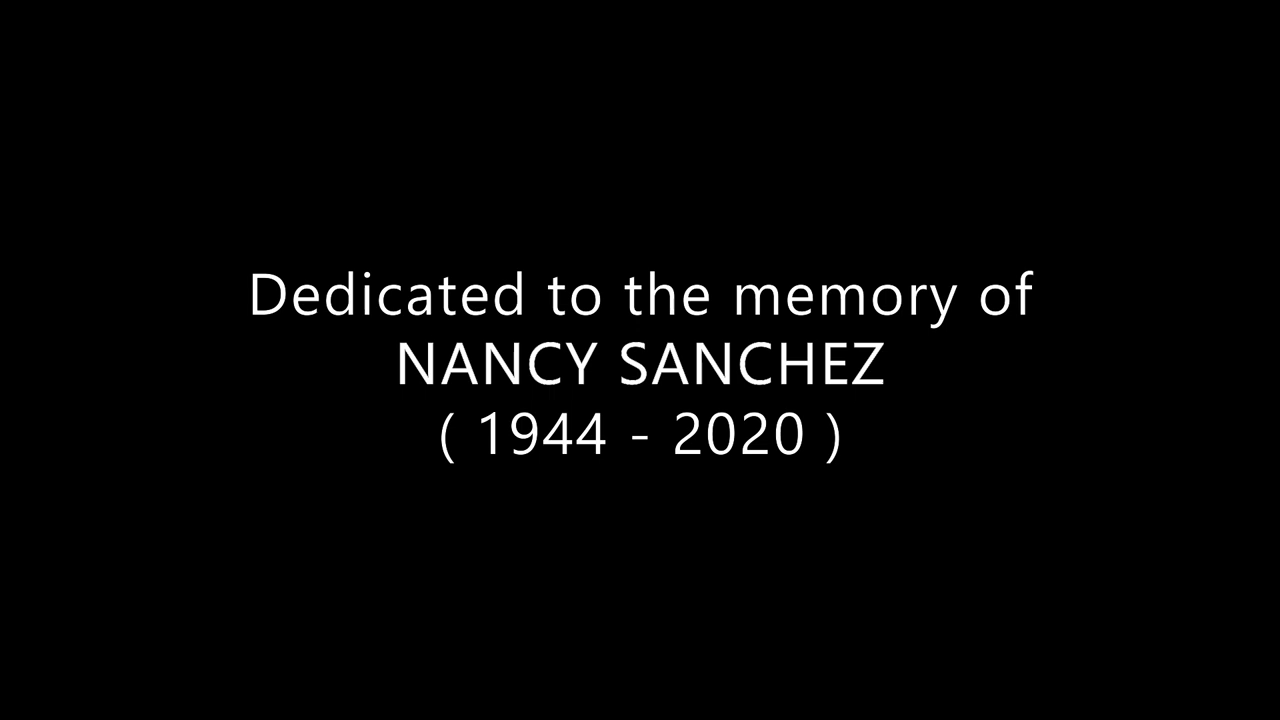 Dedicated to the memory of
NANCY SANCHEZ
( 1944 - 2020 )